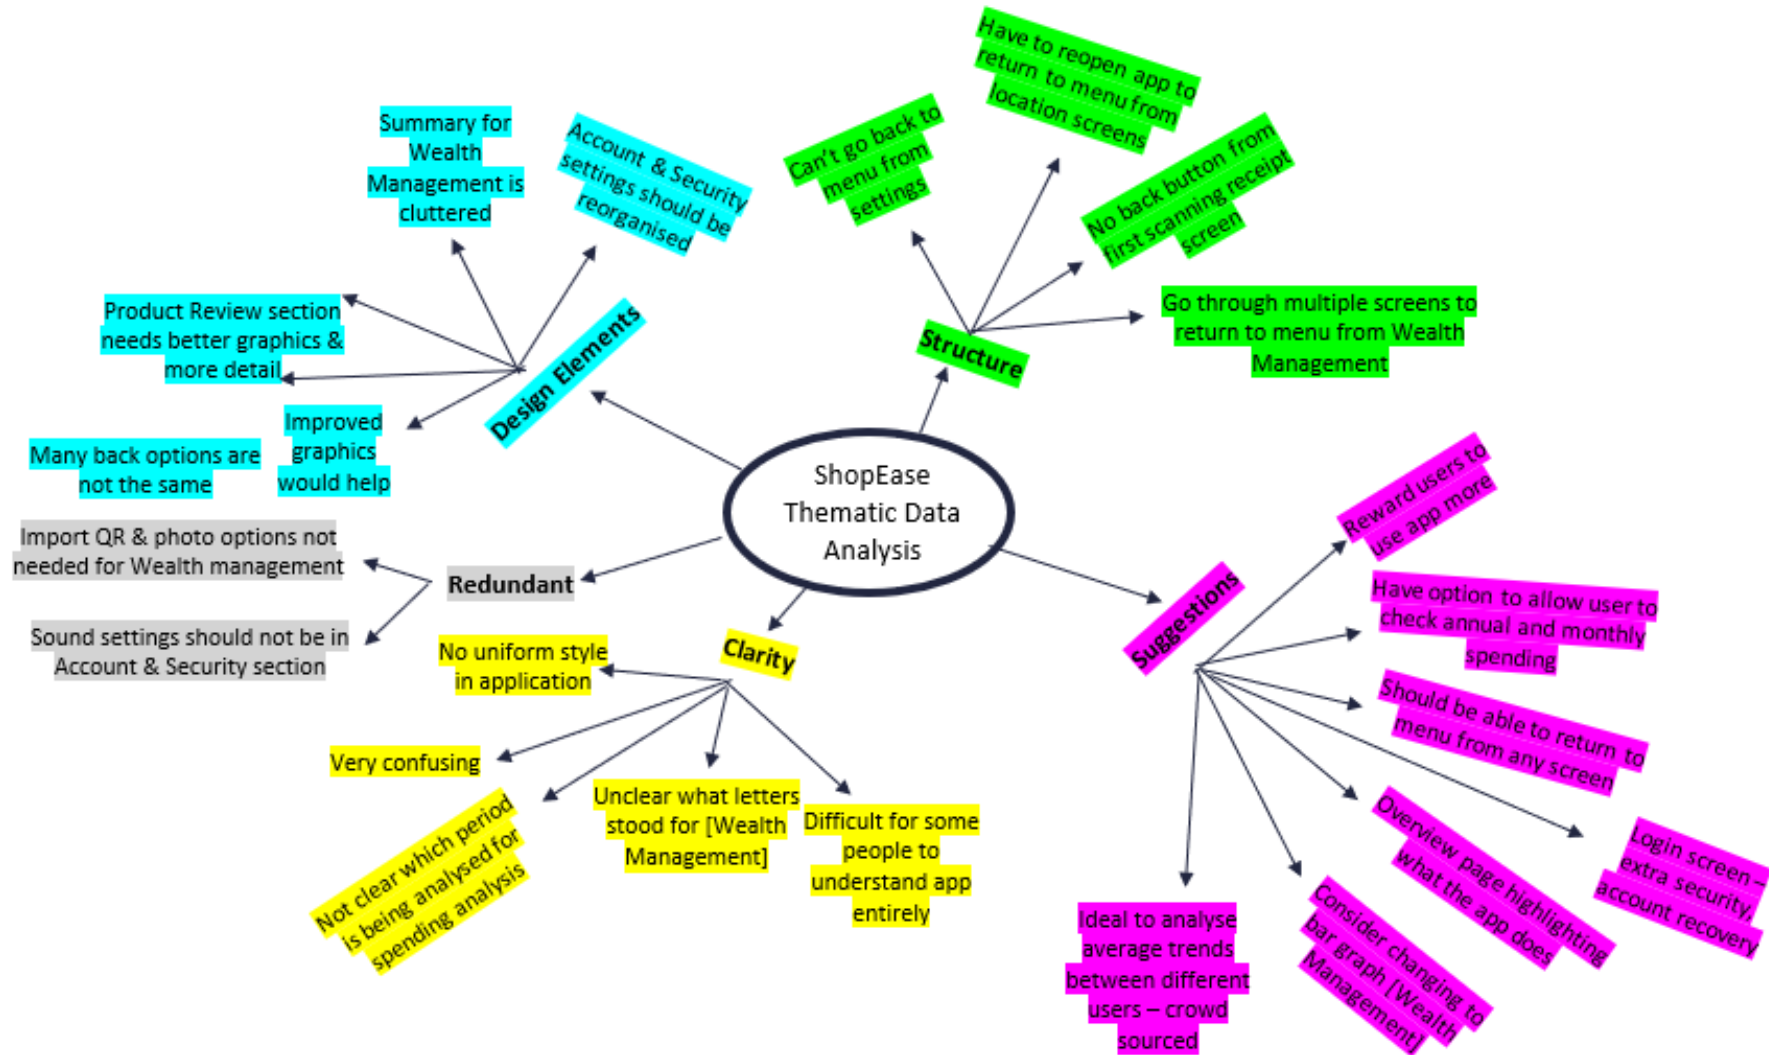 Have to reopen app to
return to menu from
location screens
Can't go back to
menu from
settings
No back button from
first scanning receipt
screen
Go through multiple screens to
return to menu from Wealth
Management
Structure
Summary for
Wealth
Management is
cluttered
Account & Security
settings should be
reorganised
Product Review section
needs better graphics &
more detail
Improved
graphics
would help
Many back options are
not the same
Design Elements
ShopEase
Thematic Data
Analysis
Import QR & photo options not
needed for Wealth management
Sound settings should not be in
Account & Security section
Redundant
Clarity
No uniform style
in application
Very confusing
Not clear which period
is being analysed for
spending analysis
Unclear what letters
stood for [Wealth
Management]
Difficult for some
people to
understand app
entirely
Suggestions
Reward users to
use app more
Have option to allow user to
check annual and monthly
spending
Should be able to return to
menu from any screen
Overview page highlighting
what the app does
Login screen –
extra security,
account recovery
Consider changing to
bar graph [Wealth
Management]
Ideal to analyse
average trends
between different
users – crowd
sourced